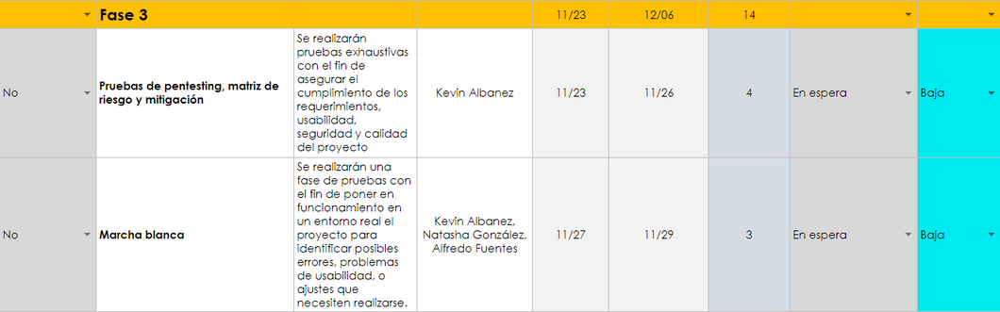 Fase 3
11/23
12/06
14
No
Pruebas de pentesting, matriz de
riesgo y mitigación
Se realizarán
pruebas exhaustivas
con el fin de
asegurar el
cumplimiento de los
requerimientos,
usabilidad,
seguridad y calidad
del proyecto
Kevin Albanez
11/23
11/26
4
En espera
Baja
No
Marcha blanca
Se realizarán una
fase de pruebas con
el fin de poner en
funcionamiento en
un entorno real el
proyecto para
identificar posibles
errores, problemas
de usabilidad, o
ajustes que
necesiten realizarse.
Kevin Albanez,
Natasha González,
Alfredo Fuentes
11/27
11/29
3
En espera
Baja